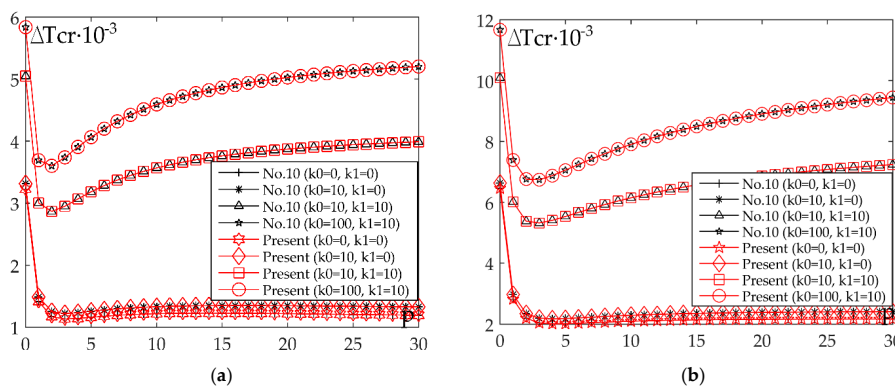 ΔTcr·10⁻³
6
5
4
3
2
1
0
5
10
15
20
25
30
p
No.10 (k0=0, k1=0)
No.10 (k0=10, k1=0)
No.10 (k0=10, k1=10)
No.10 (k0=100, k1=10)
Present (k0=0, k1=0)
Present (k0=10, k1=0)
Present (k0=10, k1=10)
Present (k0=100, k1=10)
(a)
ΔTcr·10⁻³
12
10
8
6
4
2
0
5
10
15
20
25
30
p
No.10 (k0=0, k1=0)
No.10 (k0=10, k1=0)
No.10 (k0=10, k1=10)
No.10 (k0=100, k1=10)
Present (k0=0, k1=0)
Present (k0=10, k1=0)
Present (k0=10, k1=10)
Present (k0=100, k1=10)
(b)